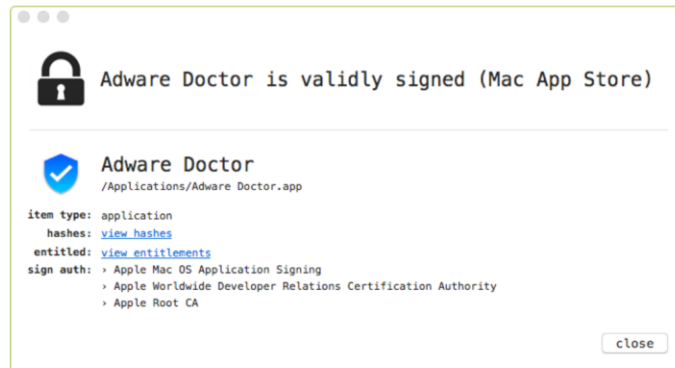 Adware Doctor is validly signed (Mac App Store)
Adware Doctor
/Applications/Adware Doctor.app
item type: application
hashes: view hashes
entitled: view entitlements
sign auth: › Apple Mac OS Application Signing
› Apple Worldwide Developer Relations Certification Authority
› Apple Root CA
close